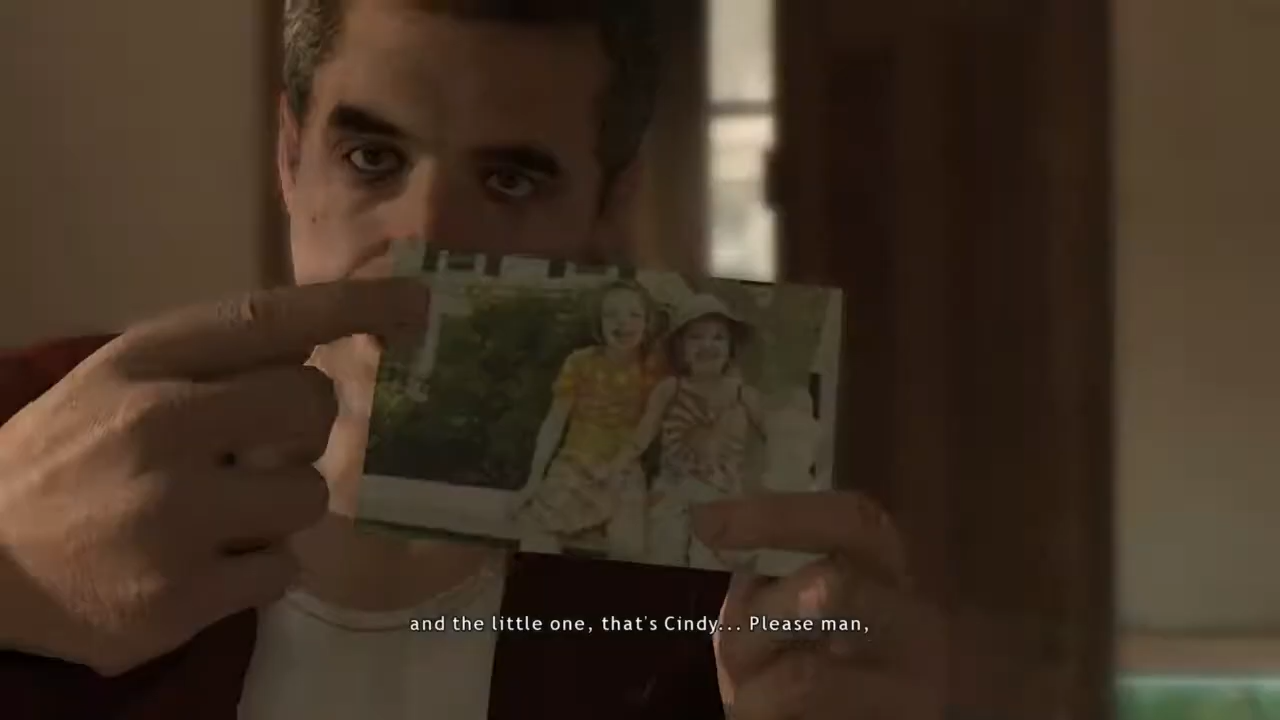 and the little one, that's Cindy... Please man,